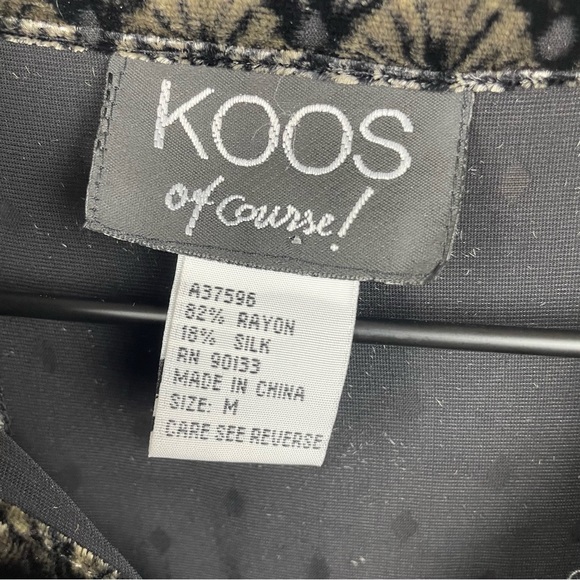 KOOS
of course!
A37596
82% RAYON
18% SILK
RN 90133
MADE IN CHINA
SIZE: M
CARE SEE REVERSE